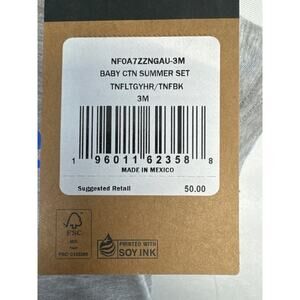 NF0A7ZZNGAU-3M
BABY CTN SUMMER SET
TNFLTGYHR/TNFBK
3M
1 96011 62358 8
MADE IN MEXICO
Suggested Retail 50.00
FSC
PRINTED WITH
SOY INK